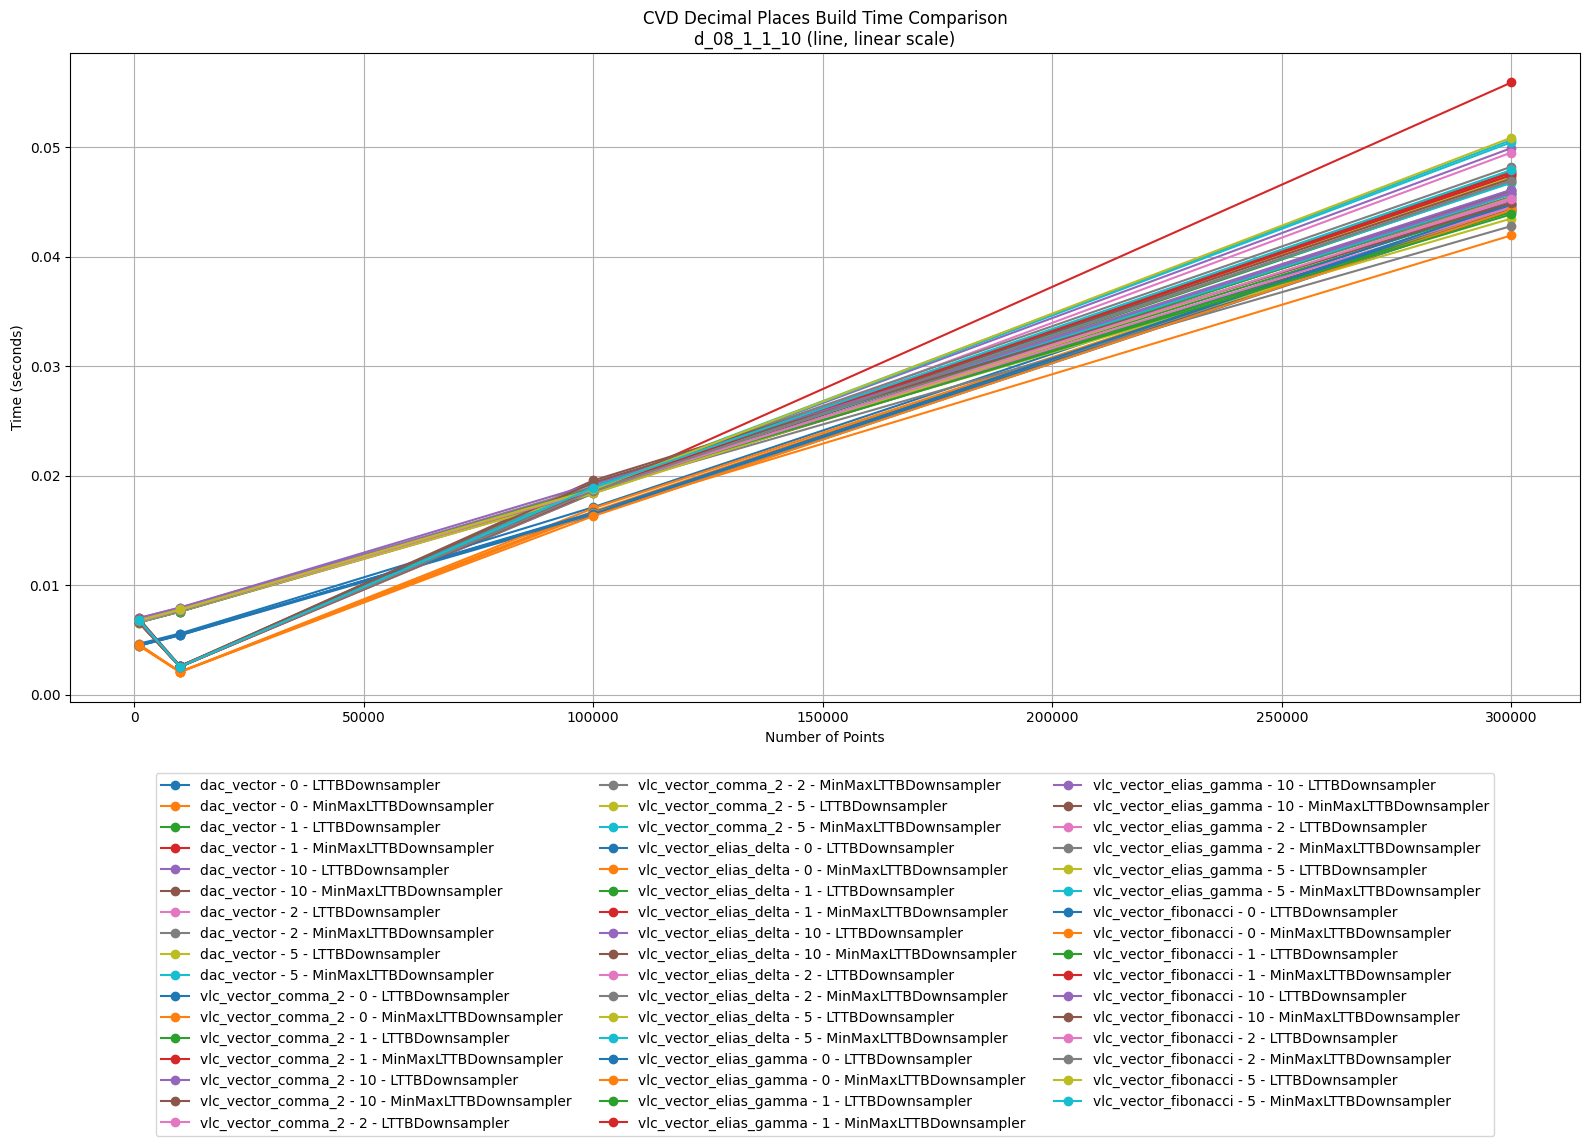 CVD Decimal Places Build Time Comparison
d_08_1_1_10 (line, linear scale)
Time (seconds)
0.05
0.04
0.03
0.02
0.01
0.00
0 50000 100000 150000 200000 250000 300000
Number of Points
dac_vector - 0 - LTTBDownsampler
dac_vector - 0 - MinMaxLTTBDownsampler
dac_vector - 1 - LTTBDownsampler
dac_vector - 1 - MinMaxLTTBDownsampler
dac_vector - 10 - LTTBDownsampler
dac_vector - 10 - MinMaxLTTBDownsampler
dac_vector - 2 - LTTBDownsampler
dac_vector - 2 - MinMaxLTTBDownsampler
dac_vector - 5 - LTTBDownsampler
dac_vector - 5 - MinMaxLTTBDownsampler
vlc_vector_comma_2 - 0 - LTTBDownsampler
vlc_vector_comma_2 - 0 - MinMaxLTTBDownsampler
vlc_vector_comma_2 - 1 - LTTBDownsampler
vlc_vector_comma_2 - 1 - MinMaxLTTBDownsampler
vlc_vector_comma_2 - 10 - LTTBDownsampler
vlc_vector_comma_2 - 10 - MinMaxLTTBDownsampler
vlc_vector_comma_2 - 2 - LTTBDownsampler
vlc_vector_comma_2 - 2 - MinMaxLTTBDownsampler
vlc_vector_comma_2 - 5 - LTTBDownsampler
vlc_vector_comma_2 - 5 - MinMaxLTTBDownsampler
vlc_vector_elias_delta - 0 - LTTBDownsampler
vlc_vector_elias_delta - 0 - MinMaxLTTBDownsampler
vlc_vector_elias_delta - 1 - LTTBDownsampler
vlc_vector_elias_delta - 1 - MinMaxLTTBDownsampler
vlc_vector_elias_delta - 10 - LTTBDownsampler
vlc_vector_elias_delta - 10 - MinMaxLTTBDownsampler
vlc_vector_elias_delta - 2 - LTTBDownsampler
vlc_vector_elias_delta - 2 - MinMaxLTTBDownsampler
vlc_vector_elias_delta - 5 - LTTBDownsampler
vlc_vector_elias_delta - 5 - MinMaxLTTBDownsampler
vlc_vector_elias_gamma - 0 - LTTBDownsampler
vlc_vector_elias_gamma - 0 - MinMaxLTTBDownsampler
vlc_vector_elias_gamma - 1 - LTTBDownsampler
vlc_vector_elias_gamma - 1 - MinMaxLTTBDownsampler
vlc_vector_elias_gamma - 10 - LTTBDownsampler
vlc_vector_elias_gamma - 10 - MinMaxLTTBDownsampler
vlc_vector_elias_gamma - 2 - LTTBDownsampler
vlc_vector_elias_gamma - 2 - MinMaxLTTBDownsampler
vlc_vector_elias_gamma - 5 - LTTBDownsampler
vlc_vector_elias_gamma - 5 - MinMaxLTTBDownsampler
vlc_vector_fibonacci - 0 - LTTBDownsampler
vlc_vector_fibonacci - 0 - MinMaxLTTBDownsampler
vlc_vector_fibonacci - 1 - LTTBDownsampler
vlc_vector_fibonacci - 1 - MinMaxLTTBDownsampler
vlc_vector_fibonacci - 10 - LTTBDownsampler
vlc_vector_fibonacci - 10 - MinMaxLTTBDownsampler
vlc_vector_fibonacci - 2 - LTTBDownsampler
vlc_vector_fibonacci - 2 - MinMaxLTTBDownsampler
vlc_vector_fibonacci - 5 - LTTBDownsampler
vlc_vector_fibonacci - 5 - MinMaxLTTBDownsampler